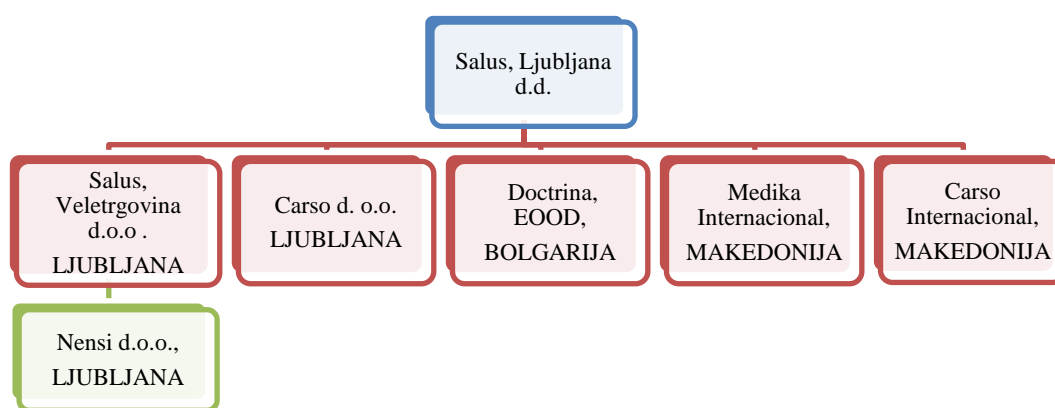 Salus, Ljubljana
d.d.
Salus,
Veletrgovina
d.o.o .
LJUBLJANA
Carso d. o.o.
LJUBLJANA
Doctrina,
EOOD,
BOLGARIJA
Medika
Internacional,
MAKEDONIJA
Carso
Internacional,
MAKEDONIJA
Nensi d.o.o.,
LJUBLJANA